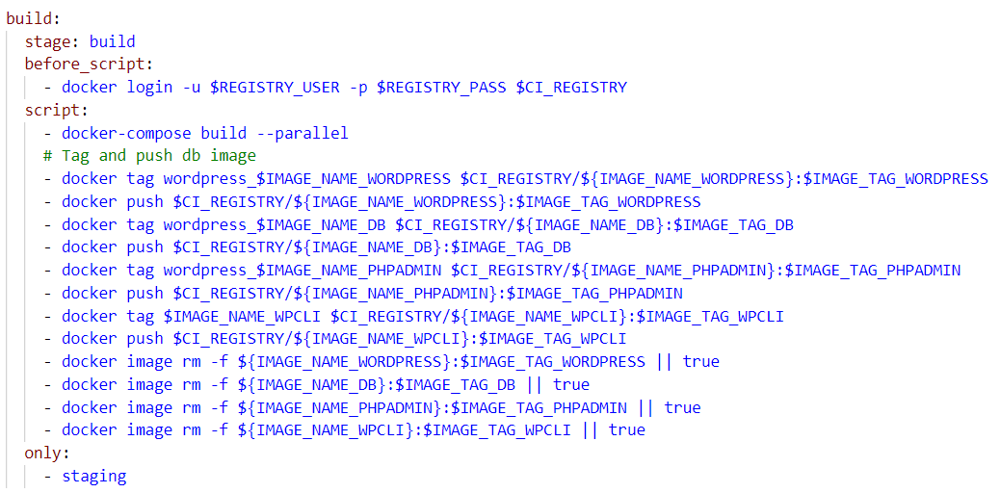 build:
stage: build
before_script:
- docker login -u $REGISTRY_USER -p $REGISTRY_PASS $CI_REGISTRY
script:
- docker-compose build --parallel
# Tag and push db image
- docker tag wordpress_$IMAGE_NAME_WORDPRESS $CI_REGISTRY/${IMAGE_NAME_WORDPRESS}:$IMAGE_TAG_WORDPRESS
- docker push $CI_REGISTRY/${IMAGE_NAME_WORDPRESS}:$IMAGE_TAG_WORDPRESS
- docker tag wordpress_$IMAGE_NAME_DB $CI_REGISTRY/${IMAGE_NAME_DB}:$IMAGE_TAG_DB
- docker push $CI_REGISTRY/${IMAGE_NAME_DB}:$IMAGE_TAG_DB
- docker tag wordpress_$IMAGE_NAME_PHPADMIN $CI_REGISTRY/${IMAGE_NAME_PHPADMIN}:$IMAGE_TAG_PHPADMIN
- docker push $CI_REGISTRY/${IMAGE_NAME_PHPADMIN}:$IMAGE_TAG_PHPADMIN
- docker tag $IMAGE_NAME_WPCLI $CI_REGISTRY/${IMAGE_NAME_WPCLI}:$IMAGE_TAG_WPCLI
- docker push $CI_REGISTRY/${IMAGE_NAME_WPCLI}:$IMAGE_TAG_WPCLI
- docker image rm -f ${IMAGE_NAME_WORDPRESS}:$IMAGE_TAG_WORDPRESS || true
- docker image rm -f ${IMAGE_NAME_DB}:$IMAGE_TAG_DB || true
- docker image rm -f ${IMAGE_NAME_PHPADMIN}:$IMAGE_TAG_PHPADMIN || true
- docker image rm -f ${IMAGE_NAME_WPCLI}:$IMAGE_TAG_WPCLI || true
only:
- staging